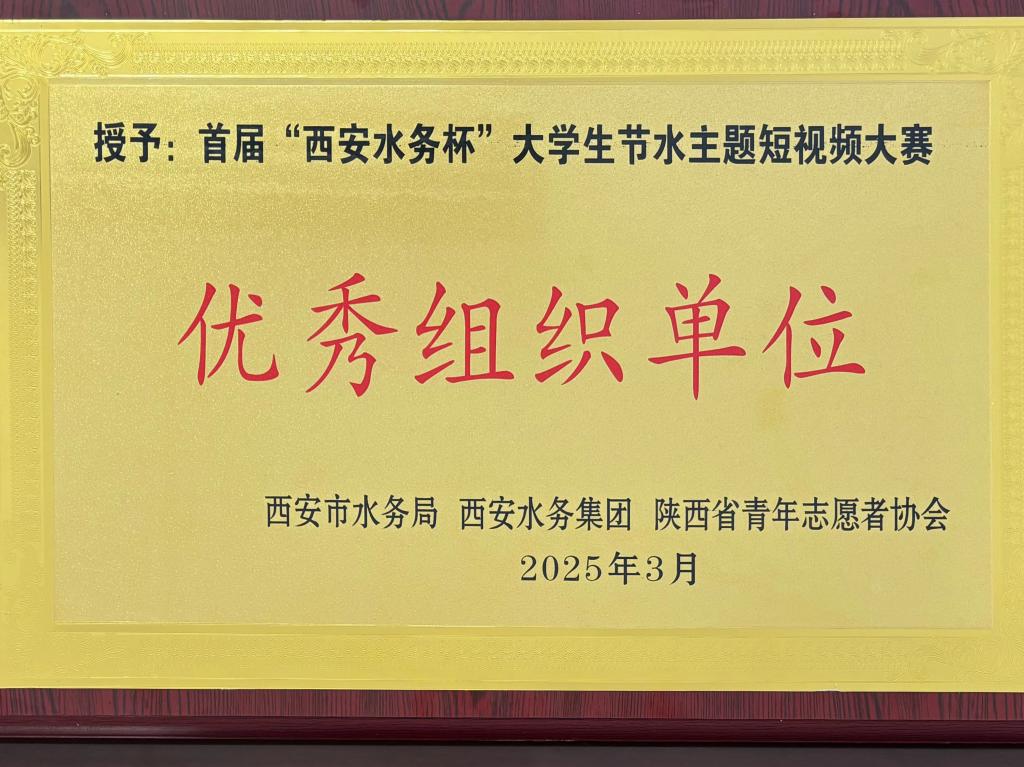 授予：首届“西安水务杯”大学生节水主题短视频大赛
优秀组织单位
西安市水务局 西安水务集团 陕西省青年志愿者协会
2025年3月